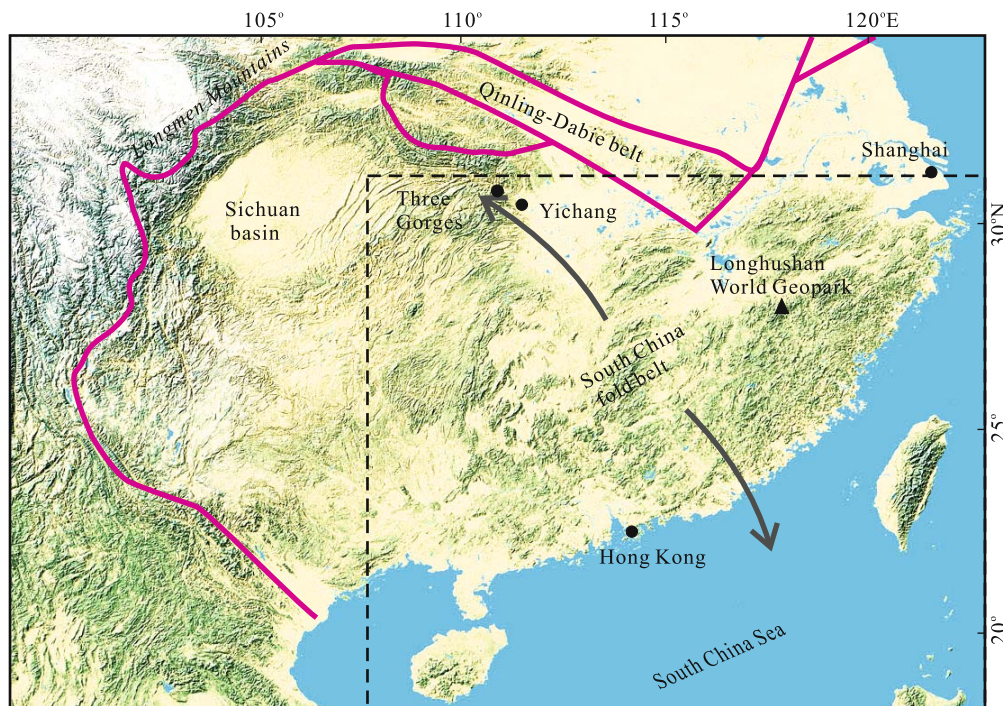 105°
110°
115°
120°E
Longmen Mountains
Qinling-Dabie belt
Shanghai
Three
Gorges
Yichang
Sichuan
basin
30°N
Longhushan
World Geopark
South China
fold belt
25°
Hong Kong
20°
South China Sea